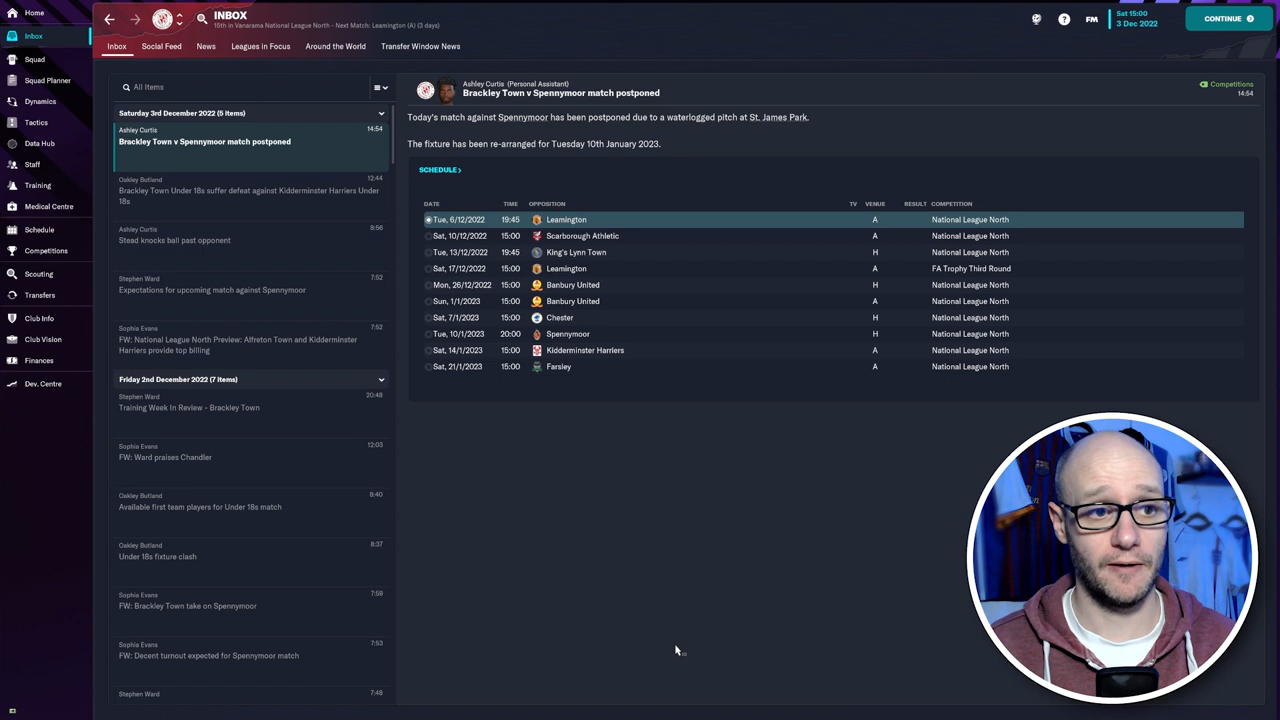 Home
Inbox
Squad
Squad Planner
Dynamics
Tactics
Data Hub
Staff
Training
Medical Centre
Schedule
Competitions
Scouting
Transfers
Club Info
Club Vision
Finances
Dev. Centre
INBOX
15th in Vanarama National League North - Next Match: Leamington (A) (3 days)
FM
Sat 15:00
3 Dec 2022
CONTINUE
Inbox Social Feed News Leagues in Focus Around the World Transfer Window News
All Items
Saturday 3rd December 2022 (5 items)
Ashley Curtis 14:54
Brackley Town v Spennymoor match postponed
Oakley Butland 12:44
Brackley Town Under 18s suffer defeat against Kidderminster Harriers Under
18s
Ashley Curtis 8:56
Stead knocks ball past opponent
Stephen Ward 7:52
Expectations for upcoming match against Spennymoor
Sophia Evans 7:52
FW: National League North Preview: Alfreton Town and Kidderminster
Harriers provide top billing
Friday 2nd December 2022 (7 items)
Stephen Ward 20:48
Training Week In Review - Brackley Town
Sophia Evans 12:03
FW: Ward praises Chandler
Oakley Butland 8:40
Available first team players for Under 18s match
Oakley Butland 8:37
Under 18s fixture clash
Sophia Evans 7:59
FW: Brackley Town take on Spennymoor
Sophia Evans 7:53
FW: Decent turnout expected for Spennymoor match
Stephen Ward 7:48
Ashley Curtis (Personal Assistant)
Brackley Town v Spennymoor match postponed
Competitions
14:54
Today's match against Spennymoor has been postponed due to a waterlogged pitch at St. James Park.
The fixture has been re-arranged for Tuesday 10th January 2023.
SCHEDULE >
DATE TIME OPPOSITION TV VENUE RESULT COMPETITION
Tue, 6/12/2022 19:45 Leamington A National League North
Sat, 10/12/2022 15:00 Scarborough Athletic A National League North
Tue, 13/12/2022 19:45 King's Lynn Town H National League North
Sat, 17/12/2022 15:00 Leamington A FA Trophy Third Round
Mon, 26/12/2022 15:00 Banbury United H National League North
Sun, 1/1/2023 15:00 Banbury United A National League North
Sat, 7/1/2023 15:00 Chester H National League North
Tue, 10/1/2023 20:00 Spennymoor H National League North
Sat, 14/1/2023 15:00 Kidderminster Harriers A National League North
Sat, 21/1/2023 15:00 Farsley A National League North